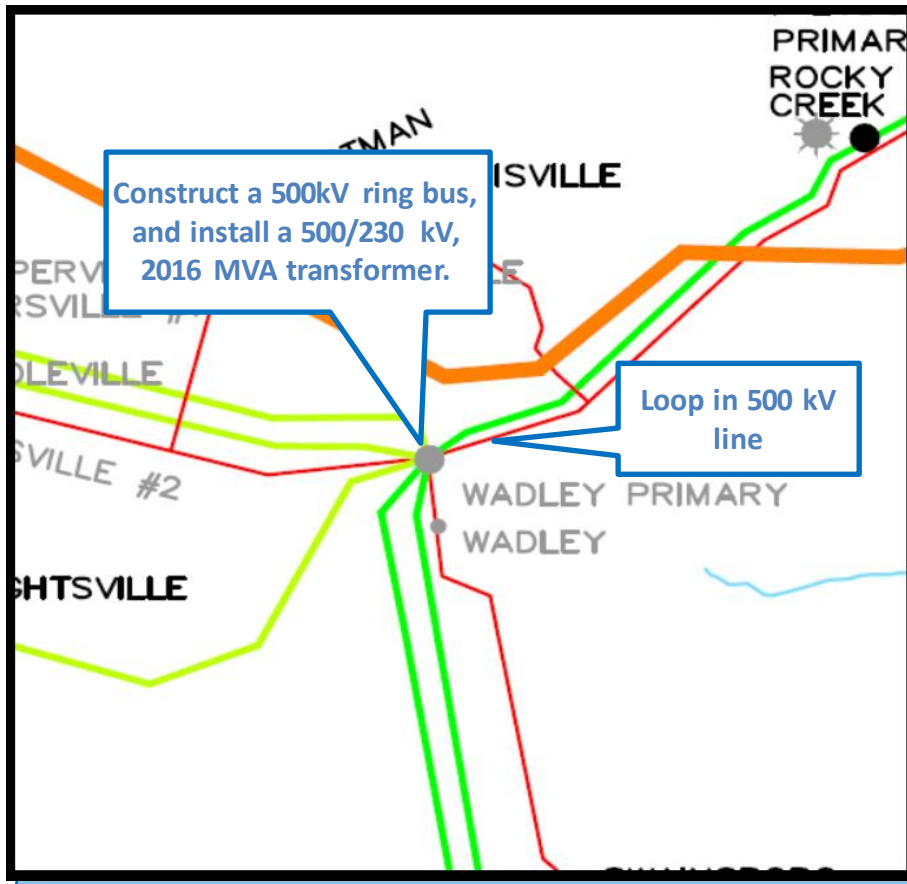 PRIMAR
ROCKY
CREEK
TMAN
ISVILLE
Construct a 500kV ring bus,
and install a 500/230 kV,
2016 MVA transformer.
PERV
LE
RSVILLE #
DLEVILLE
Loop in 500 kV
line
SVILLE #2
WADLEY PRIMARY
WADLEY
GHTSVILLE